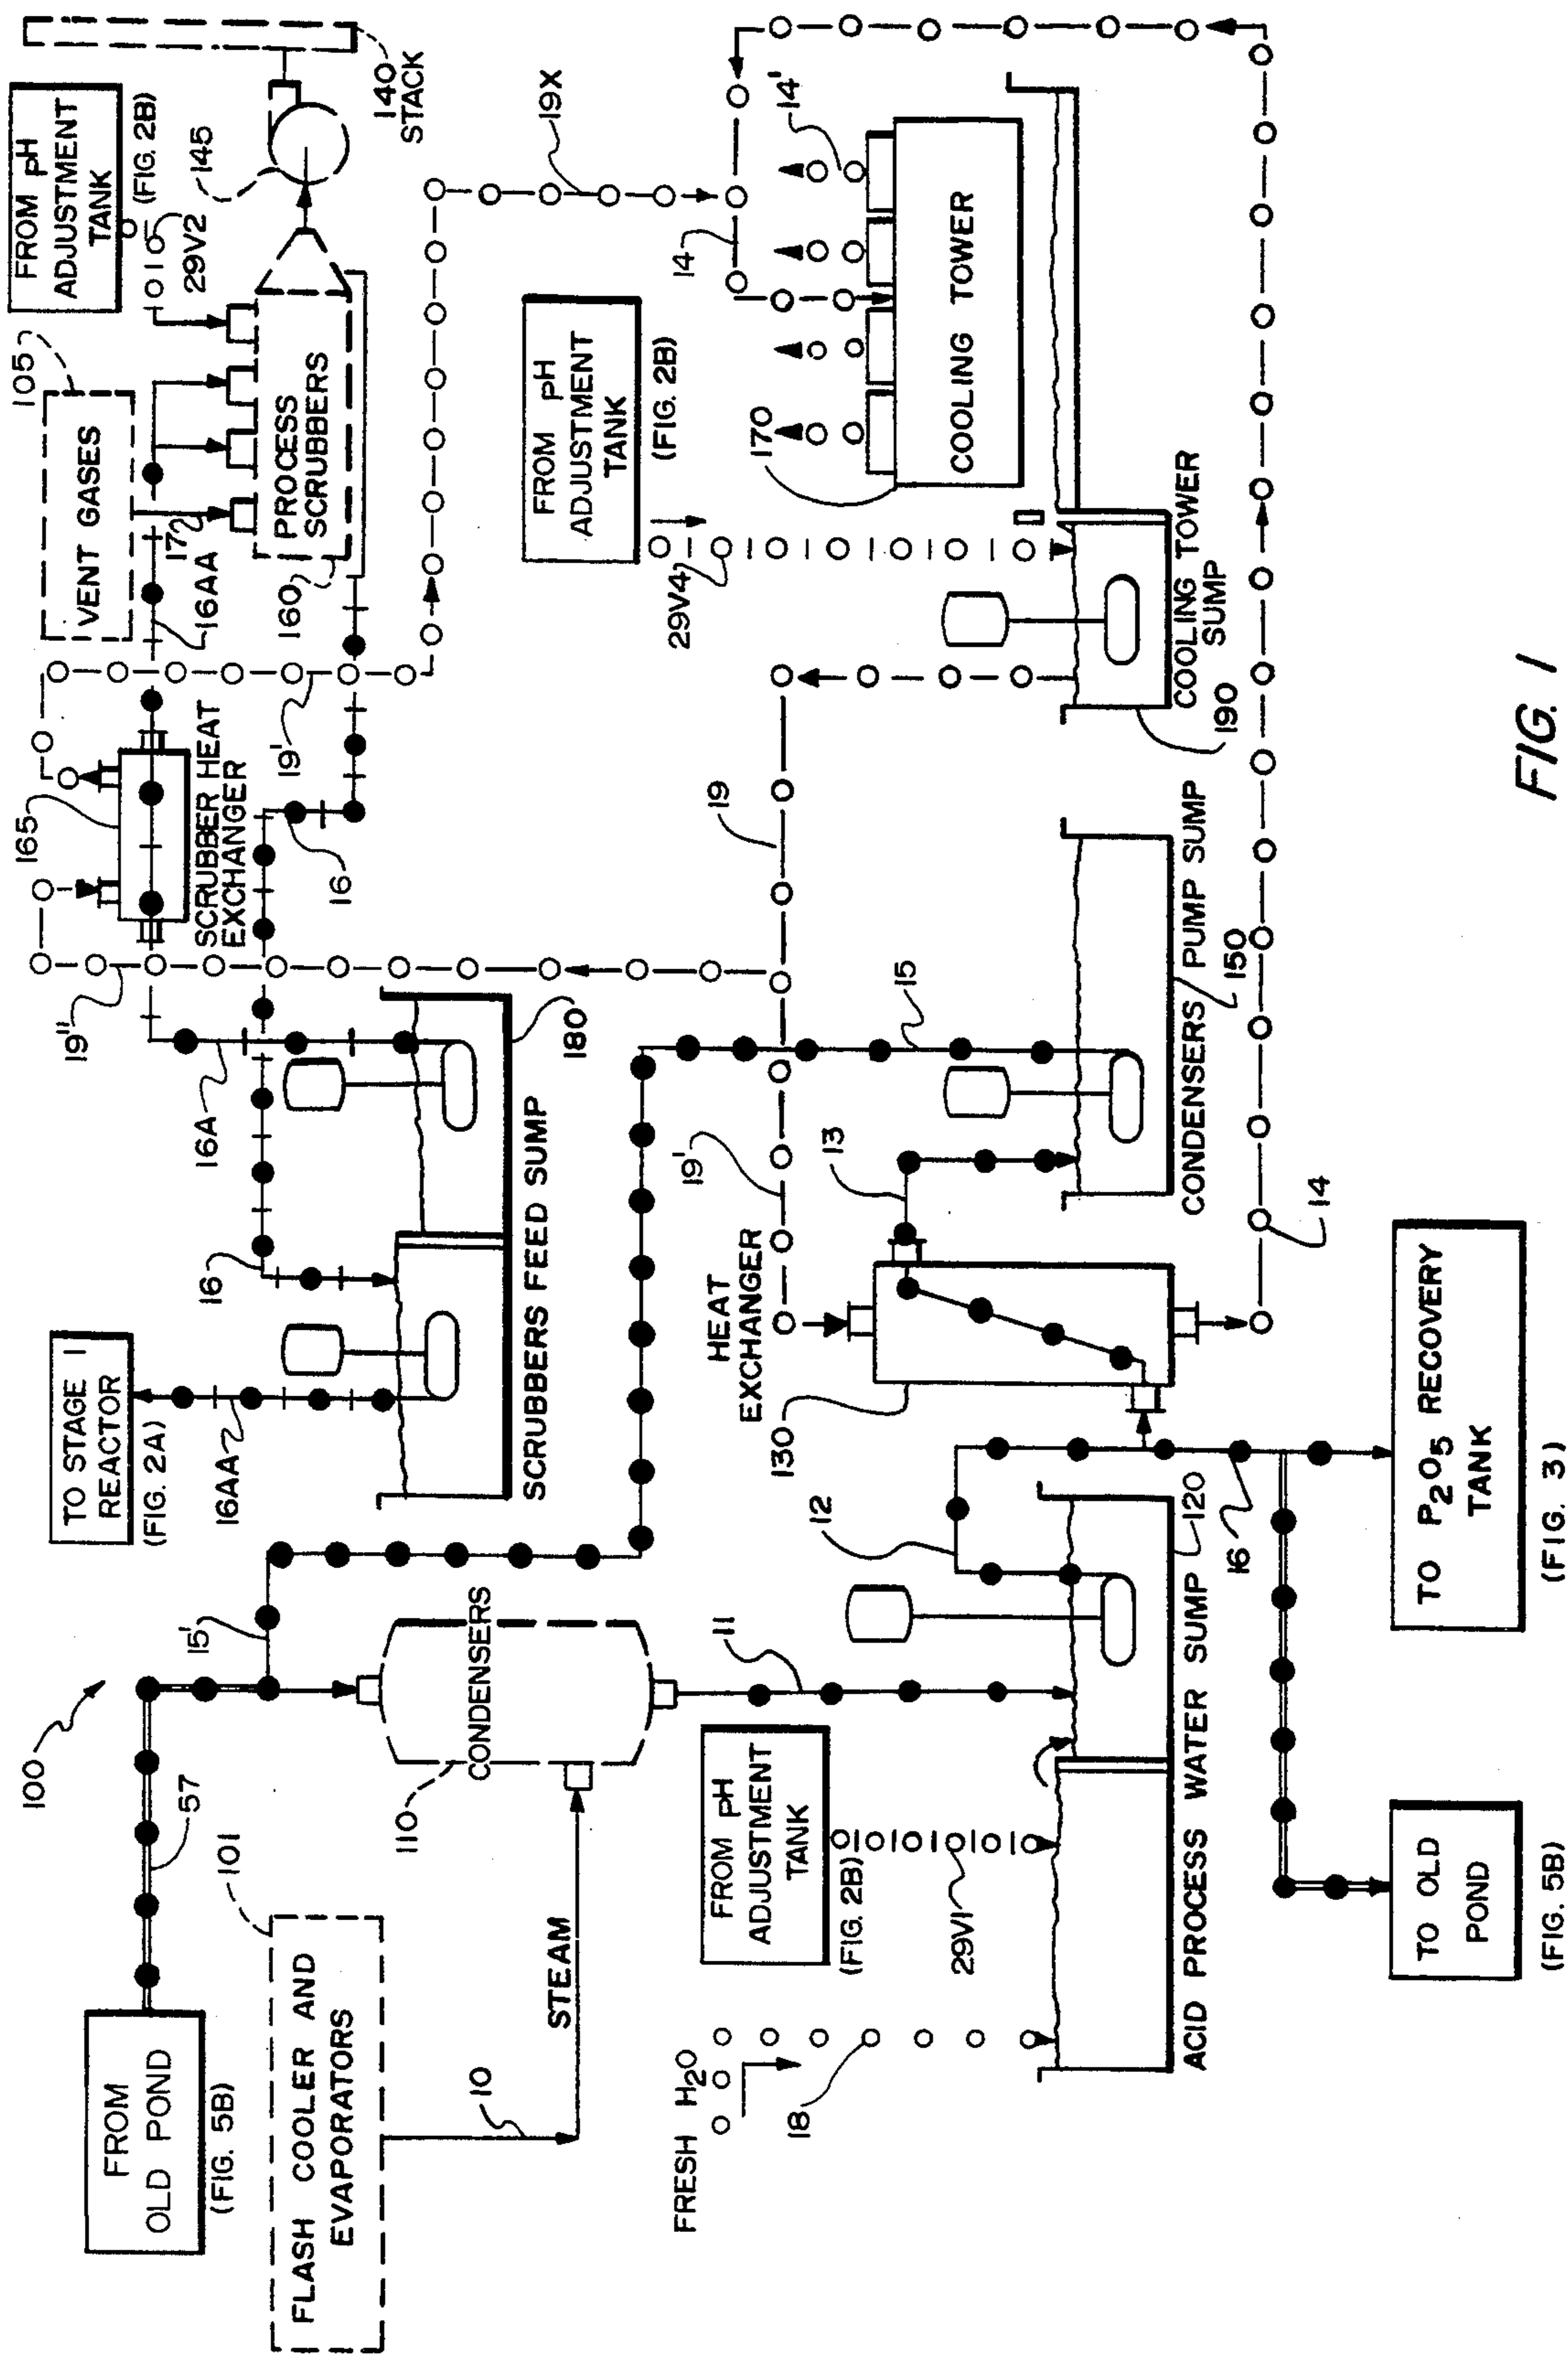 100
FROM
OLD POND
(FIG. 5B)
57
15'
101
FLASH COOLER AND
EVAPORATORS
10
STEAM
110
CONDENSERS
11
FRESH H2O
18
FROM pH
ADJUSTMENT
TANK
(FIG. 2B)
29V1
12
120
ACID PROCESS WATER SUMP
TO OLD
POND
(FIG. 5B)
16
TO P2O5 RECOVERY
TANK
(FIG. 3)
TO STAGE 1
REACTOR
(FIG. 2A)
16AA
16
16A
19"
180
SCRUBBERS FEED SUMP
HEAT
EXCHANGER
130
19'
13
15
14
CONDENSERS PUMP SUMP
150
165
SCRUBBER HEAT
EXCHANGER
16
19'
19
VENT GASES
105
16AA
17
160
PROCESS
SCRUBBERS
FROM pH
ADJUSTMENT
TANK
(FIG. 2B)
29V2
145
140
STACK
19X
FROM pH
ADJUSTMENT
TANK
(FIG. 2B)
29V4
170
14
14'
COOLING TOWER
COOLING TOWER
SUMP
190
FIG. 1